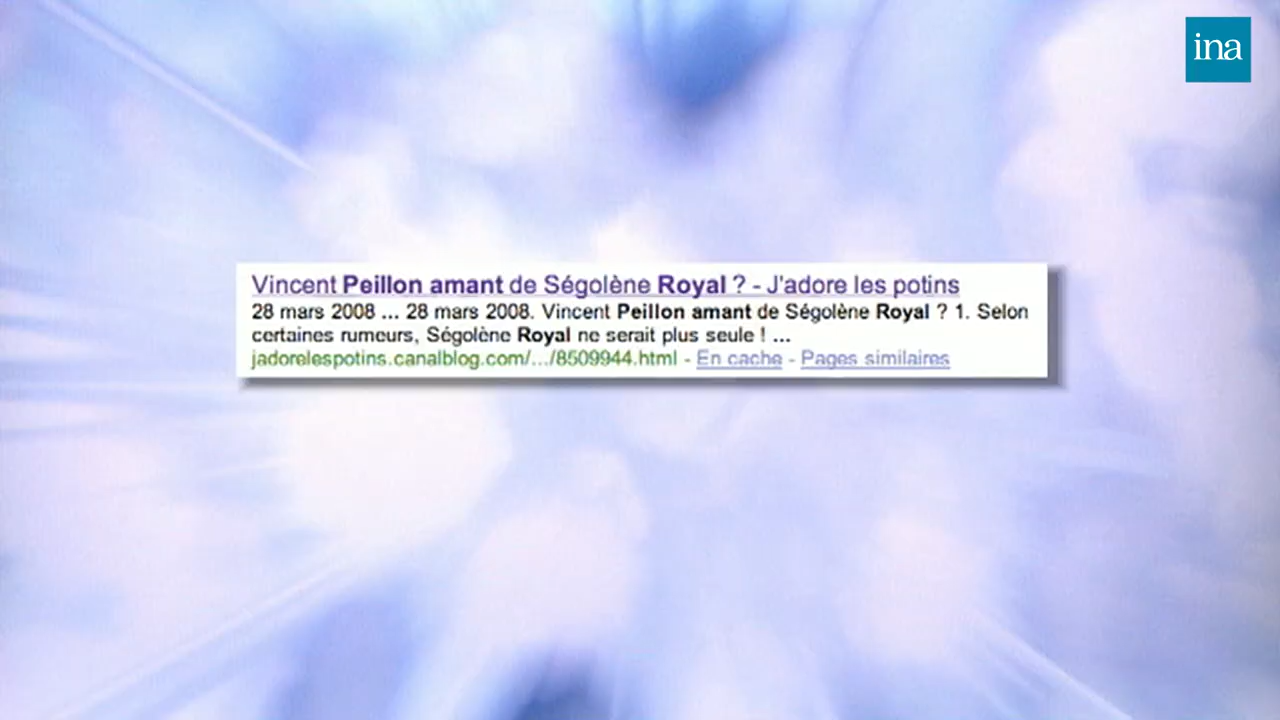 ina
Vincent Peillon amant de Ségolène Royal ? - J'adore les potins
28 mars 2008 ... 28 mars 2008. Vincent Peillon amant de Ségolène Royal ? 1. Selon
certaines rumeurs, Ségolène Royal ne serait plus seule ! ...
jadorelespotins.canalblog.com/.../8509944.html - En cache - Pages similaires